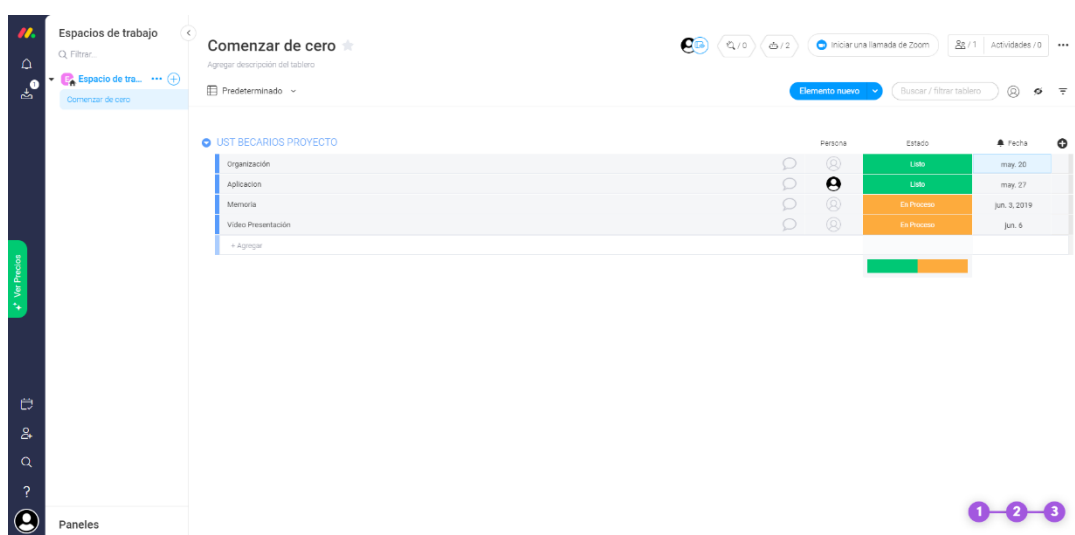 Espacios de trabajo
Filtrar...
1
Espacio de tra... ••• +
Comenzar de cero
Ver Precios
?
Paneles
Comenzar de cero
/ 0
/ 2
Iniciar una llamada de Zoom
/ 1
Actividades / 0
•••
Agregar descripción del tablero
Predeterminado
Elemento nuevo
Buscar / filtrar tablero
UST BECARIOS PROYECTO
Persona Estado Fecha
Organización Listo may. 20
Aplicacion Listo may. 27
Memoria En Proceso jun. 3, 2019
Video Presentación En Proceso jun. 6
+ Agregar
1 2 3